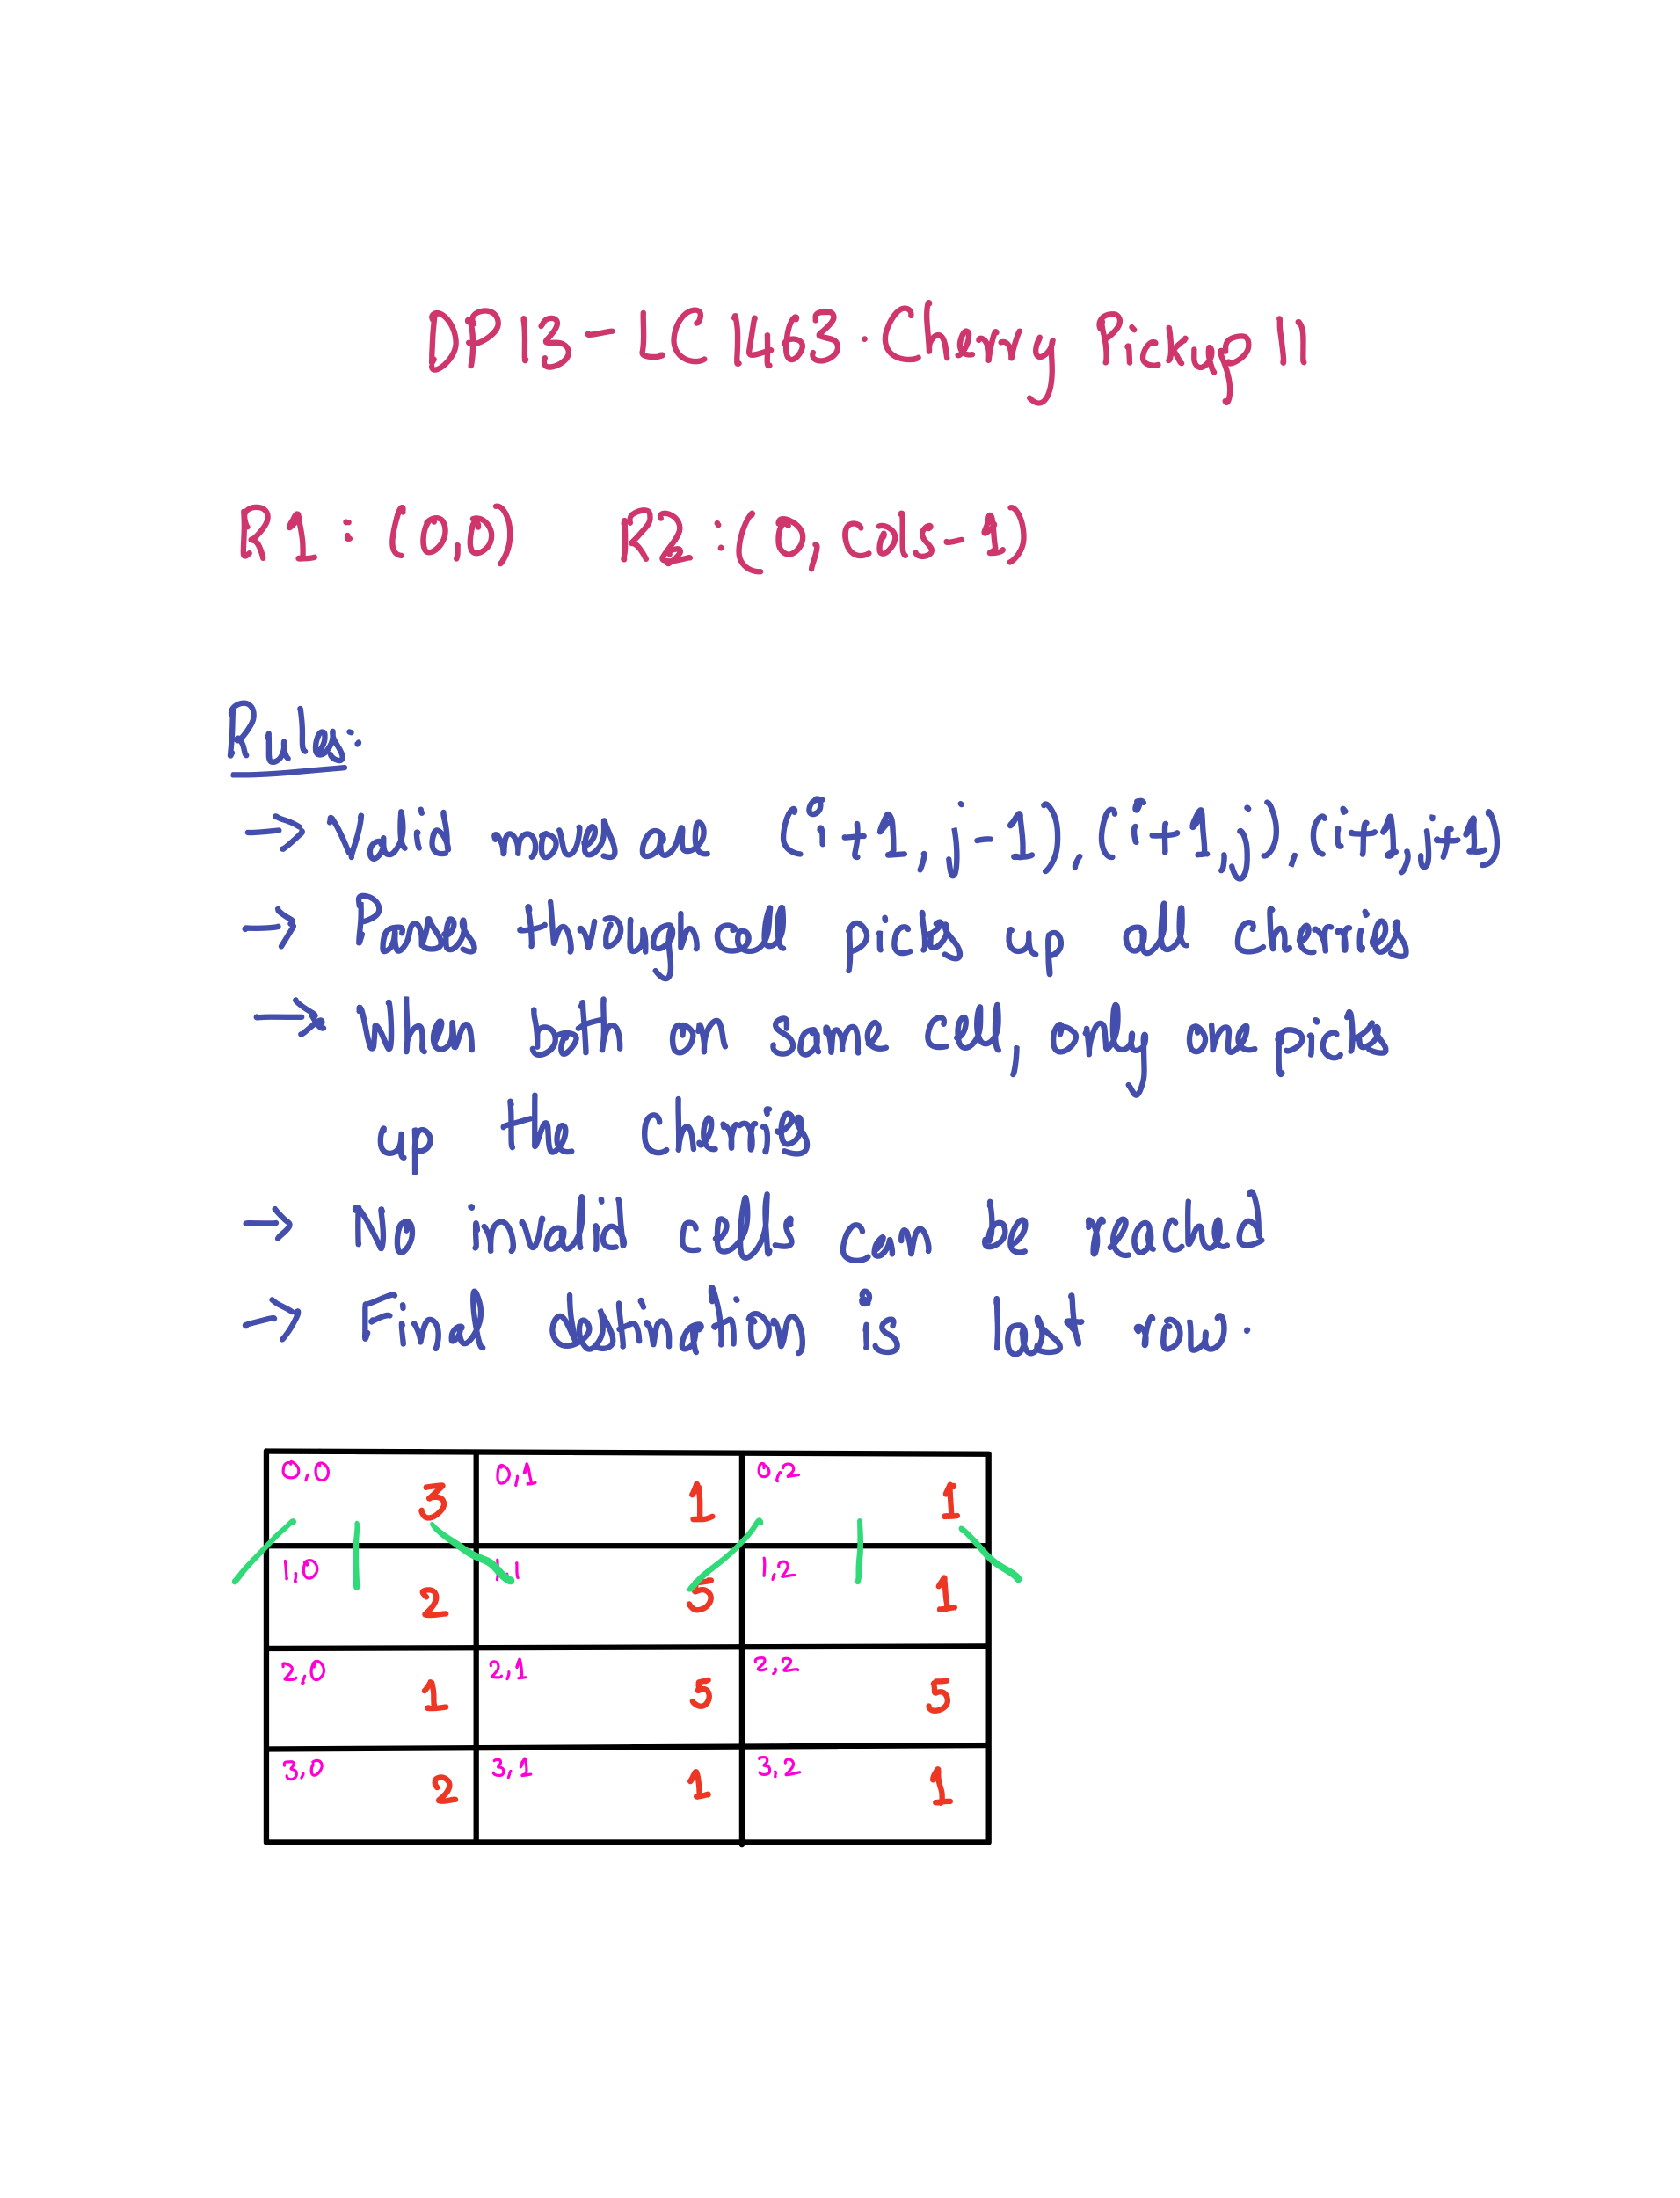 DP13-LC 1463. Cherry Pickup II
R1: (0,0) R2:(0, cols-1)
Rules:
→ Valid moves are (i+1, j-1), (i+1,j), (i+1,j+1)
→ Passes through cell picks up all cherries
→ When both on same cell, only one picks
up the cherries
→ No invalid cells can be reached
→ Final destination is last row.
0,0 3 0,1 1 0,2 1
1,0 2 1,1 5 1,2 1
2,0 1 2,1 5 2,2 5
3,0 2 3,1 1 3,2 1